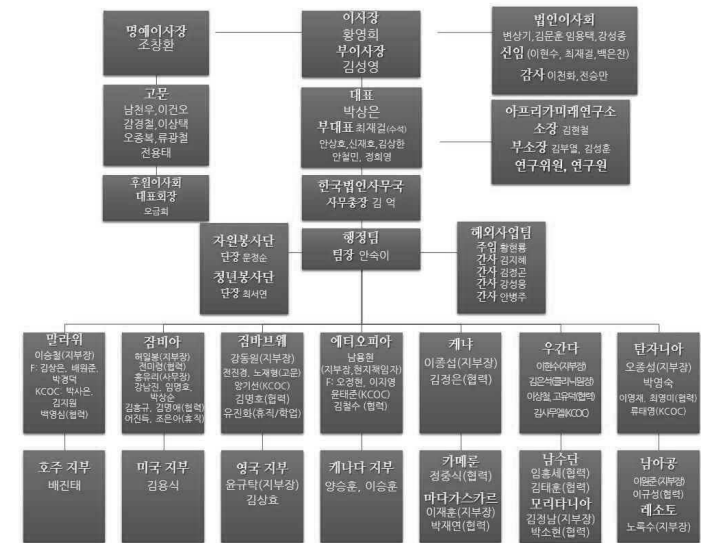 명예이사장
조창환
이사장
황영희
부이사장
김성영
법인이사회
변상기,김문훈 임용택,강성중
신임 (이현수, 최재걸,백은찬)
감사 이천화,전승만
고문
남천우,이건오
감경철,이상택
오종복,류광철
전용태
대표
박상은
부대표 최재걸(수석)
안상호,신재호,김상한
안철민, 정희영
아프리카미래연구소
소장 김현철
부소장 김부열, 김성훈
연구위원, 연구원
후원이사회
대표회장
오금희
한국법인사무국
사무총장 김 억
자원봉사단
단장 문정순
청년봉사단
단장 최서연
행정팀
팀장 안숙이
해외사업팀
주임 황현룡
간사 김지혜
간사 김정곤
간사 강성웅
간사 안병주
말라위
이승철(지부장)
F: 김상은, 배원준,
박경덕
KCOC: 박사은,
김지원
백영심(협력)
잠비아
허일봉(지부장)
전미령(협력)
홍유리(사무장)
강남진, 임명호,
박상순
김흥규, 김명애(협력)
어진득, 조은아(휴직)
짐바브웨
강동원(지부장)
전진경, 노재형(고문)
양기선(KCOC)
김명호(협력)
유진화(휴직/학업)
에티오피아
남용현
(지부장,현지책임자)
F: 오정현, 이지영
윤태준(KCOC)
김철수 (협력)
케냐
이종섭(지부장)
김정은(협력)
우간다
이현수(지부장)
김은석(클리닉원장)
이상철, 고유덕(협력)
김사무엘(KCOC)
탄자니아
오종성(지부장)
박영숙
이영재, 최영미(협력)
류태영(KCOC)
호주 지부
배진태
미국 지부
김용식
영국 지부
윤규탁(지부장)
김상효
캐나다 지부
양승훈, 이승훈
카메룬
정중식(협력)
마다가스카르
이재훈(지부장)
박재연(협력)
남수단
임흥세(협력)
김태훈(협력)
모리타니아
김정남(지부장)
박소현(협력)
남아공
이원준(지부장)
이규성(협력)
레소토
노록수(지부장)